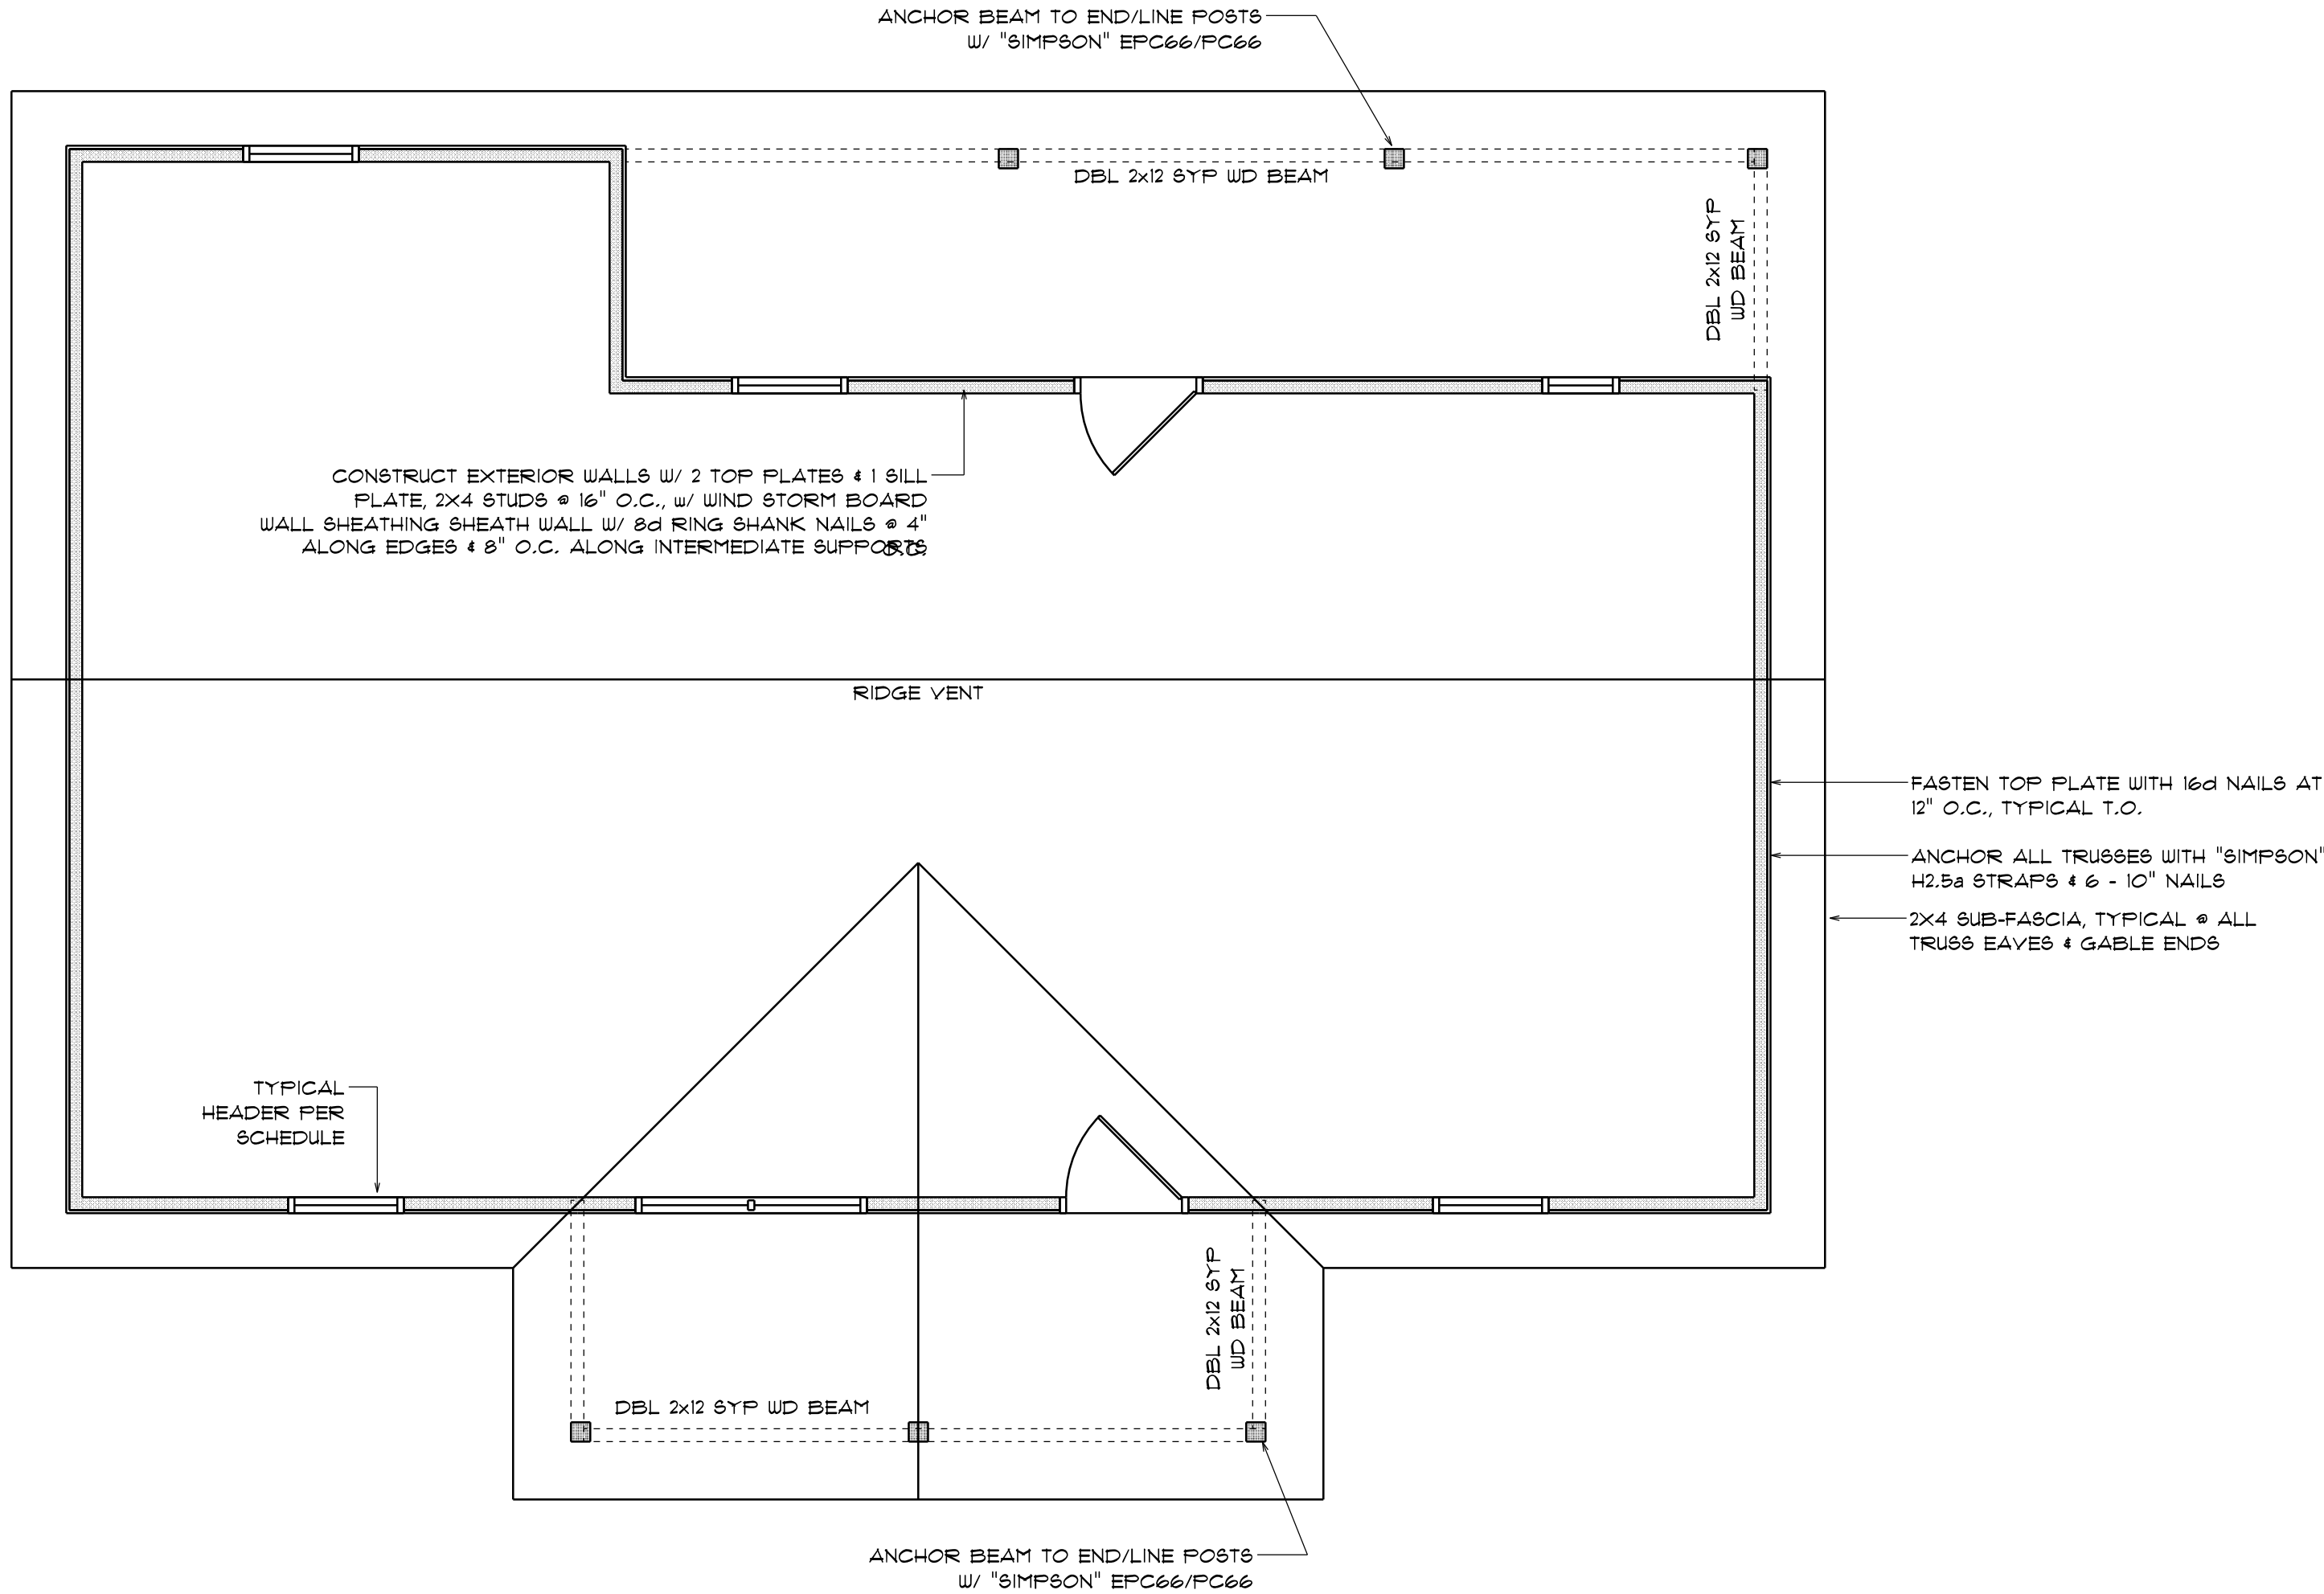 ANCHOR BEAM TO END/LINE POSTS
W/ "SIMPSON" EPC66/PC66
DBL 2x12 SYP WD BEAM
DBL 2x12 SYP
WD BEAM
CONSTRUCT EXTERIOR WALLS W/ 2 TOP PLATES & 1 SILL
PLATE, 2X4 STUDS @ 16" O.C., w/ WIND STORM BOARD
WALL SHEATHING SHEATH WALL W/ 8d RING SHANK NAILS @ 4"
O.C.
ALONG EDGES & 8" O.C. ALONG INTERMEDIATE SUPPORTS
RIDGE VENT
FASTEN TOP PLATE WITH 16d NAILS AT
12" O.C., TYPICAL T.O.
ANCHOR ALL TRUSSES WITH "SIMPSON"
H2.5a STRAPS & 6 - 10" NAILS
2X4 SUB-FASCIA, TYPICAL @ ALL
TRUSS EAVES & GABLE ENDS
TYPICAL
HEADER PER
SCHEDULE
DBL 2x12 SYP
WD BEAM
DBL 2x12 SYP WD BEAM
ANCHOR BEAM TO END/LINE POSTS
W/ "SIMPSON" EPC66/PC66